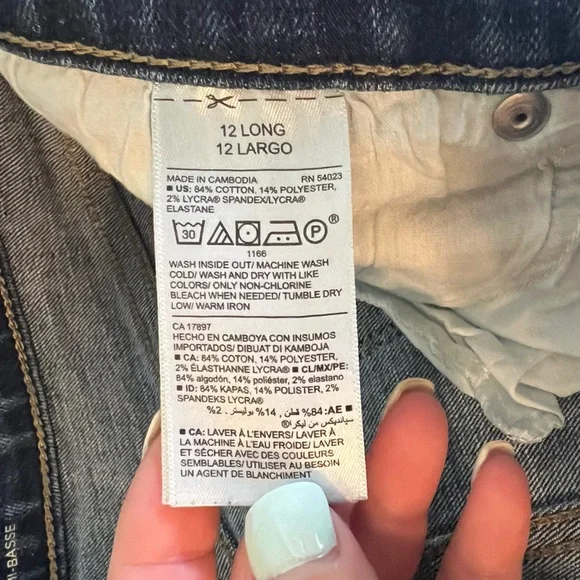 12 LONG
12 LARGO
MADE IN CAMBODIA RN 54023
■ US: 84% COTTON, 14% POLYESTER,
2% LYCRA® SPANDEX/LYCRA®
ELASTANE
30 P ®
1166
WASH INSIDE OUT/ MACHINE WASH
COLD/ WASH AND DRY WITH LIKE
COLORS/ ONLY NON-CHLORINE
BLEACH WHEN NEEDED/ TUMBLE DRY
LOW/ WARM IRON
CA 17897
HECHO EN CAMBOYA CON INSUMOS
IMPORTADOS/ DIBUAT DI KAMBOJA
■ CA: 84% COTON, 14% POLYESTER,
2% ÉLASTHANNE LYCRA® ■ CL/MX/PE:
84% algodón, 14% poliéster, 2% elastano
■ ID: 84% KAPAS, 14% POLISTER, 2%
SPANDEKS LYCRA®
■ AE: 84% قطن , 14% بوليستر , 2%
سبانديكس من ليكرا®
■ CA: LAVER À L'ENVERS/ LAVER À
LA MACHINE À L'EAU FROIDE/ LAVER
ET SÉCHER AVEC DES COULEURS
SEMBLABLES/ UTILISER AU BESOIN
UN AGENT DE BLANCHIMENT
I-BASSE